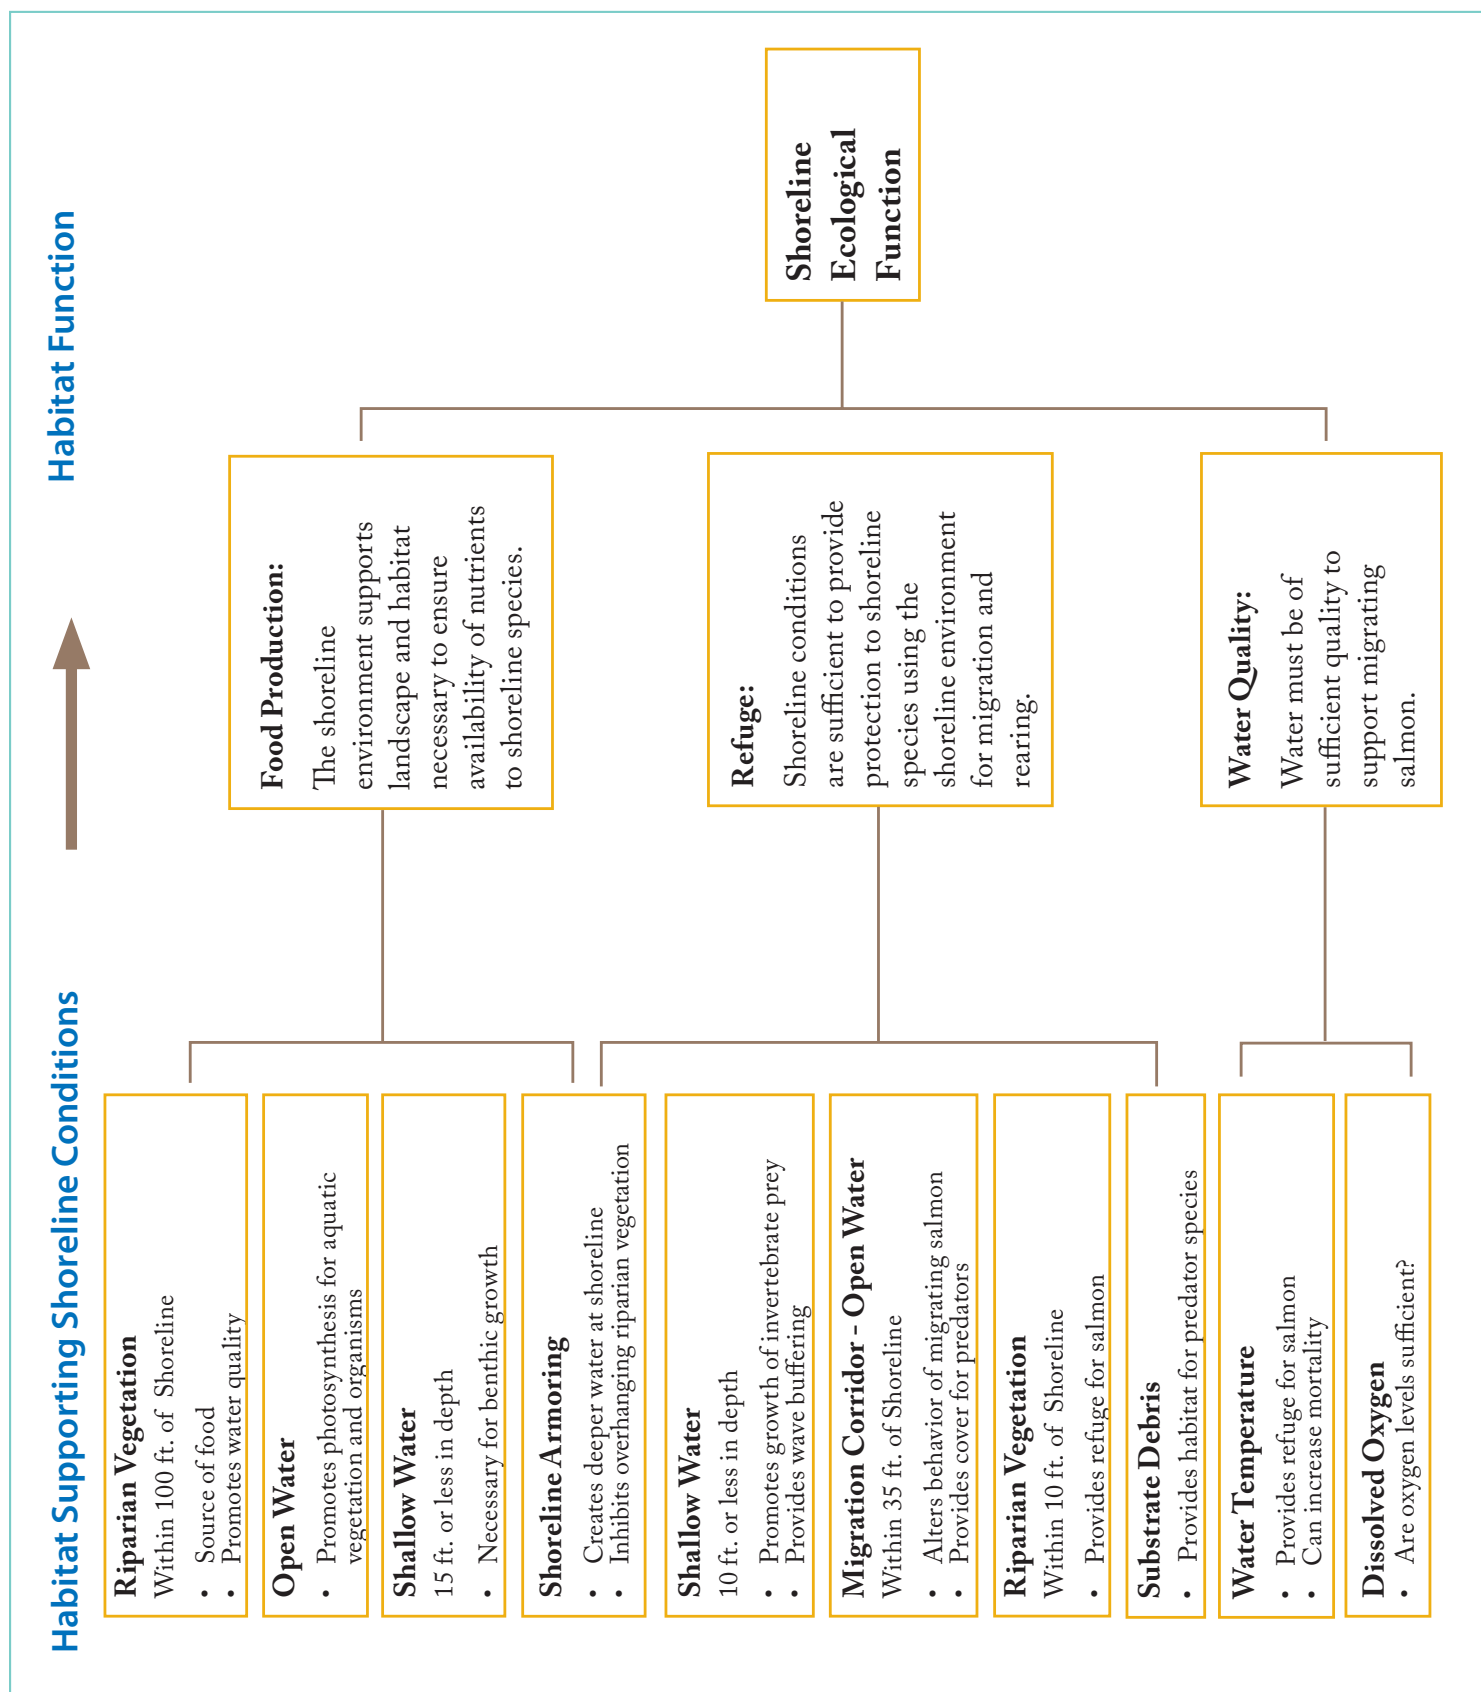 Habitat Supporting Shoreline Conditions
Habitat Function
Riparian Vegetation
Within 100 ft. of Shoreline
• Source of food
• Promotes water quality
Open Water
• Promotes photosynthesis for aquatic
vegetation and organisms
Shallow Water
15 ft. or less in depth
• Necessary for benthic growth
Shoreline Armoring
• Creates deeper water at shoreline
• Inhibits overhanging riparian vegetation
Shallow Water
10 ft. or less in depth
• Promotes growth of invertebrate prey
• Provides wave buffering
Migration Corridor - Open Water
Within 35 ft. of Shoreline
• Alters behavior of migrating salmon
• Provides cover for predators
Riparian Vegetation
Within 10 ft. of Shoreline
• Provides refuge for salmon
Substrate Debris
• Provides habitat for predator species
Water Temperature
• Provides refuge for salmon
• Can increase mortality
Dissolved Oxygen
• Are oxygen levels sufficient?
Food Production:
The shoreline
environment supports
landscape and habitat
necessary to ensure
availability of nutrients
to shoreline species.
Refuge:
Shoreline conditions
are sufficient to provide
protection to shoreline
species using the
shoreline environment
for migration and
rearing.
Water Quality:
Water must be of
sufficient quality to
support migrating
salmon.
Shoreline
Ecological
Function